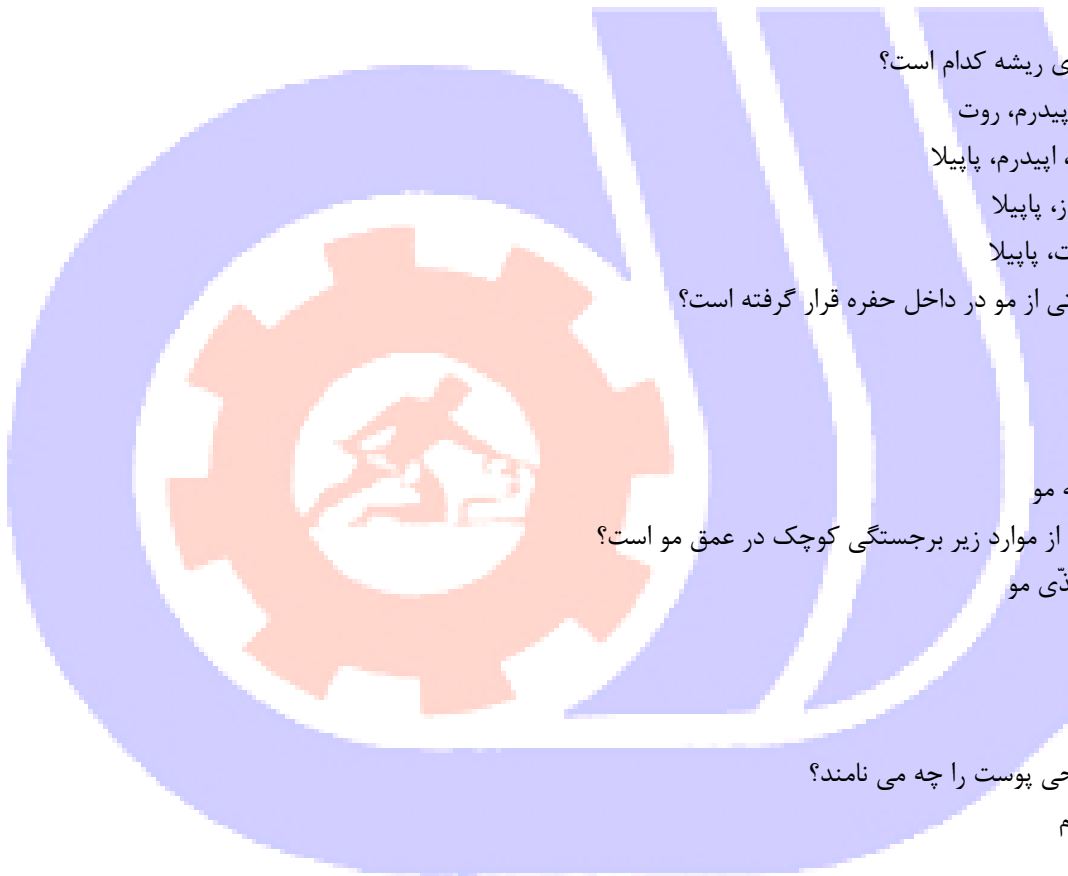 ی ریشه کدام است؟
پیدرم، روت
، اپیدرم، پاپیلا
ز، پاپیلا
ت، پاپیلا
تی از مو در داخل حفره قرار گرفته است؟
ه مو
از موارد زیر برجستگی کوچک در عمق مو است؟
ذّی مو
حی پوست را چه می نامند؟
م